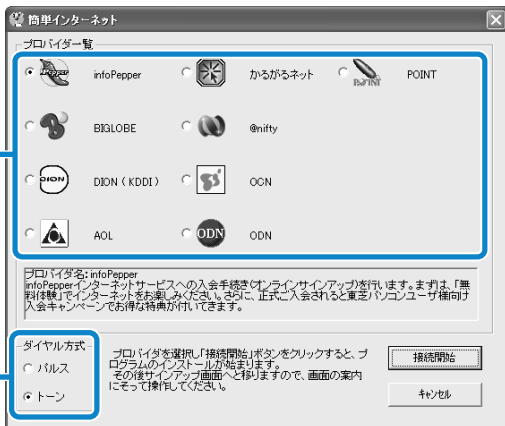 簡単インターネット
プロバイダー一覧
infoPepper かるがるネット POINT
BIGLOBE @nifty
DION ( KDDI ) OCN
AOL ODN
プロバイダ名: infoPepper
infoPepperインターネットサービスへの入会手続き(オンラインサインアップ)を行います。まずは、「無
料体験」でインターネットをお楽しみください。さらに、正式ご入会されると東芝パソコンユーザ様向け
入会キャンペーンでお得な特典が付いてきます。
ダイヤル方式
パルス
トーン
プロバイダを選択し「接続開始」ボタンをクリックすると、プ
ログラムのインストールが始まります。
その後サインアップ画面へと移りますので、画面の案内
にそって操作してください。
接続開始
キャンセル